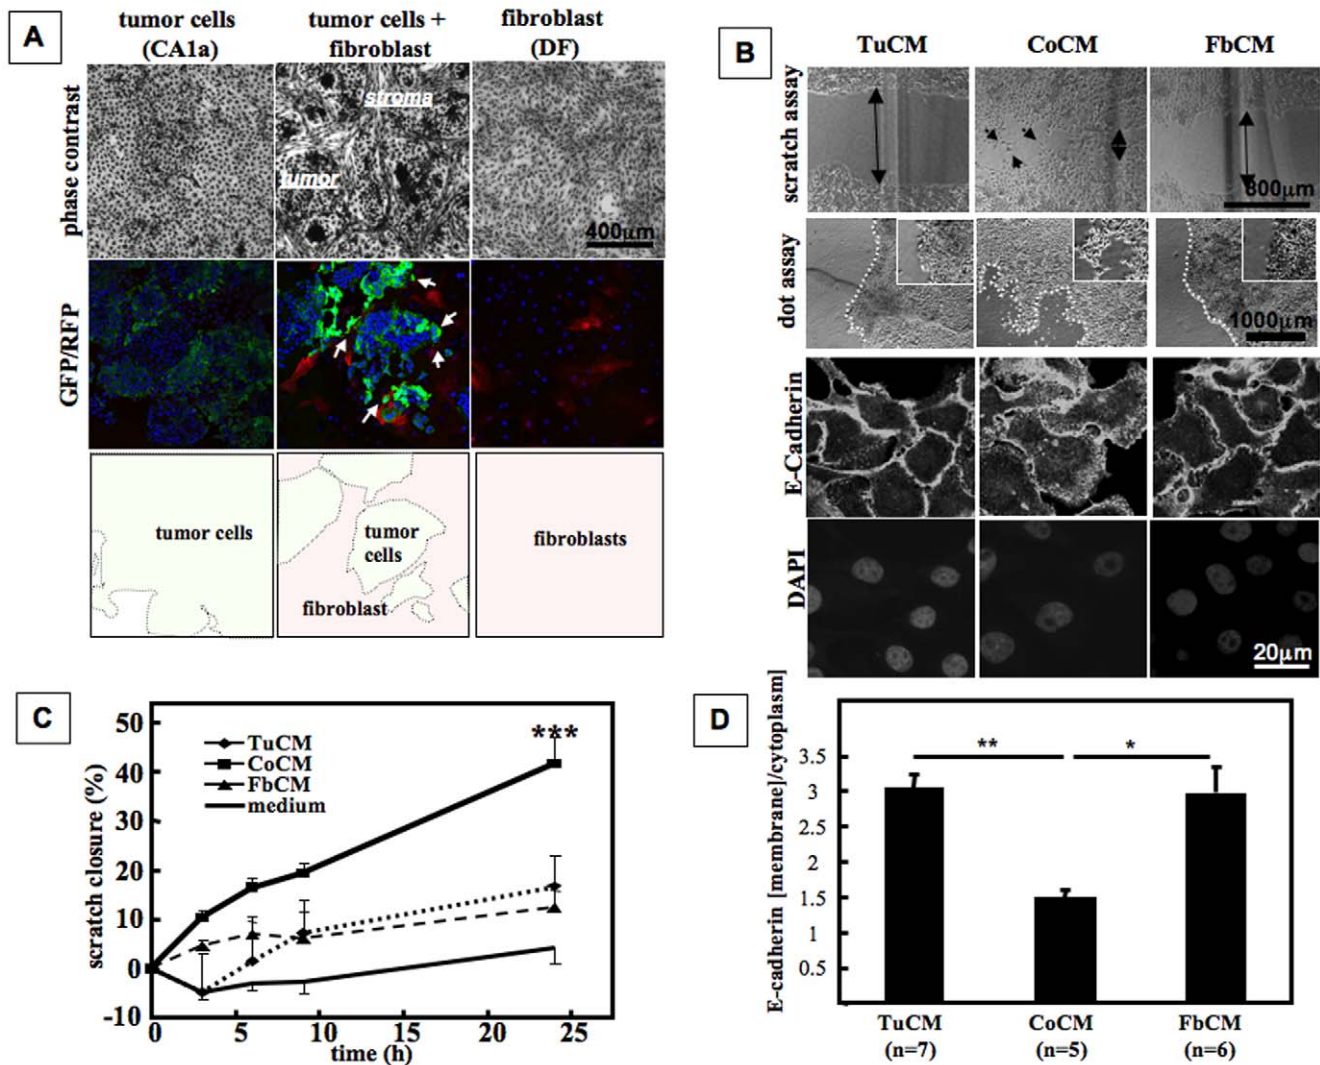 A
tumor cells
(CA1a)
tumor cells +
fibroblast
fibroblast
(DF)
phase contrast
stroma
tumor
400μm
GFP/RFP
tumor cells
tumor
cells
fibroblast
fibroblasts
B
TuCM
CoCM
FbCM
scratch assay
800μm
dot assay
1000μm
E-Cadherin
DAPI
20μm
C
scratch closure (%)
50
40
30
20
10
0
-10
TuCM
CoCM
FbCM
medium
***
0
5
10
15
20
25
time (h)
D
E-cadherin [membrane]/cytoplasm]
3.5
3
2.5
2
1.5
1
0.5
**
*
TuCM
(n=7)
CoCM
(n=5)
FbCM
(n=6)